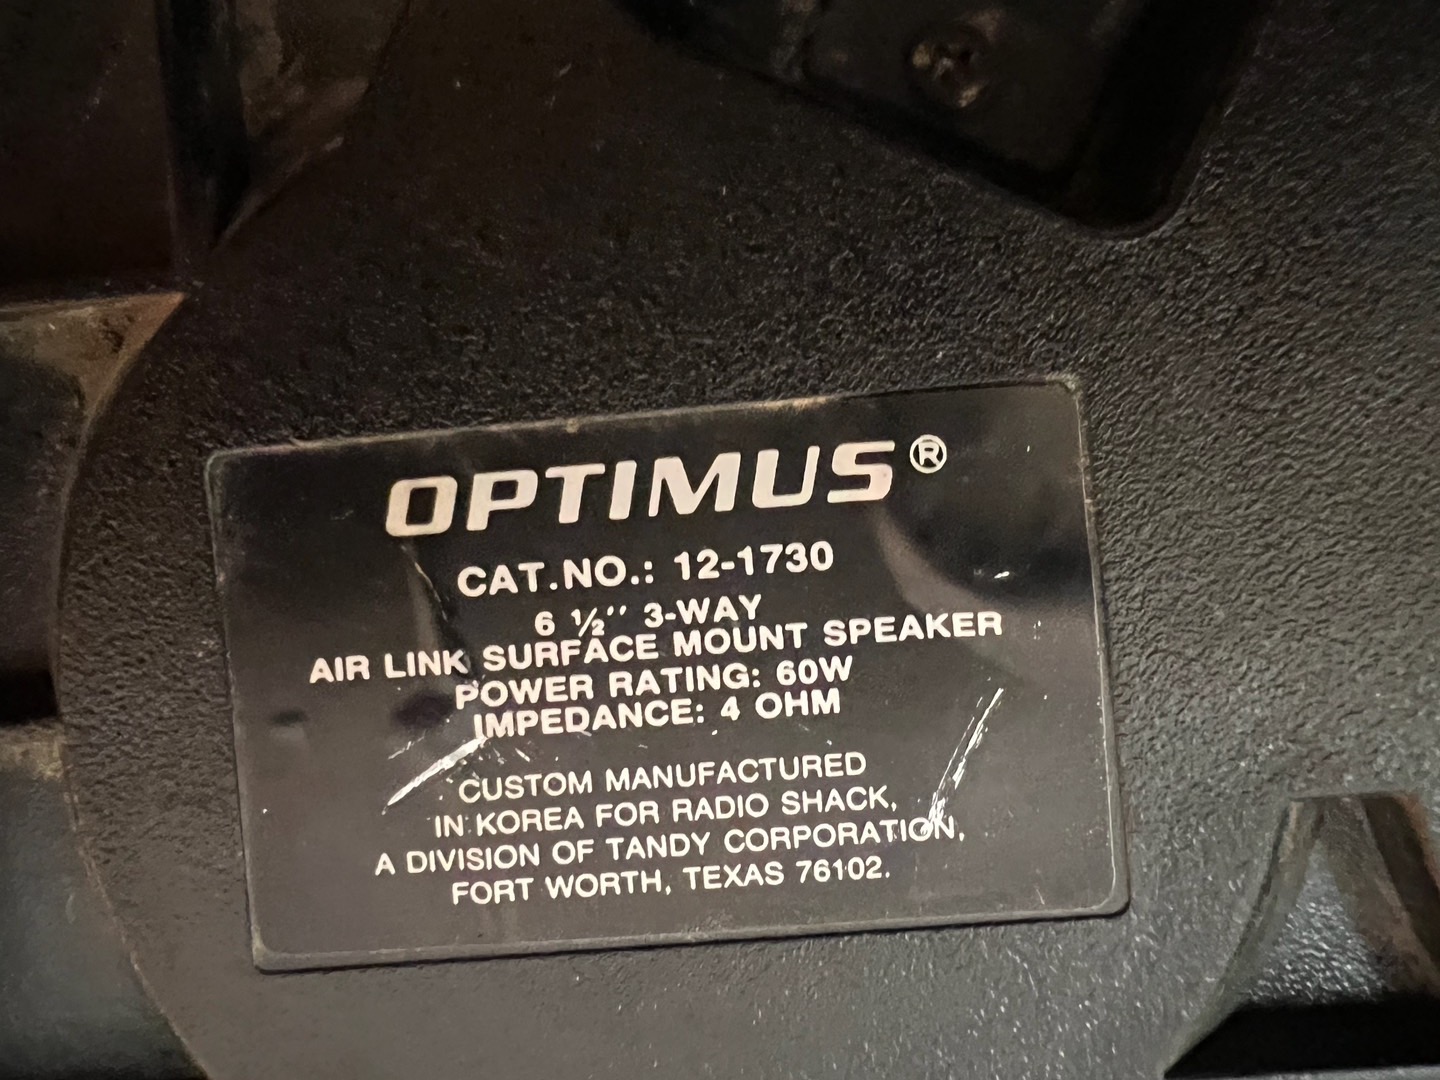 OPTIMUS®
CAT.NO.: 12-1730
6 ½'' 3-WAY
AIR LINK SURFACE MOUNT SPEAKER
POWER RATING: 60W
IMPEDANCE: 4 OHM
CUSTOM MANUFACTURED
IN KOREA FOR RADIO SHACK,
A DIVISION OF TANDY CORPORATION,
FORT WORTH, TEXAS 76102.